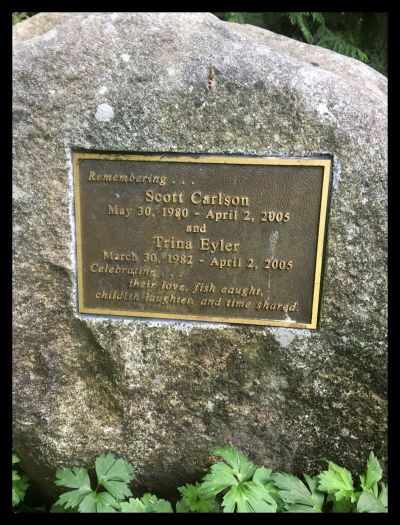 Remembering . . .
Scott Carlson
May 30, 1980 - April 2, 2005
and
Trina Eyler
March 30, 1982 - April 2, 2005
Celebrating . . .
their love, fish caught,
childish laughter, and time shared.